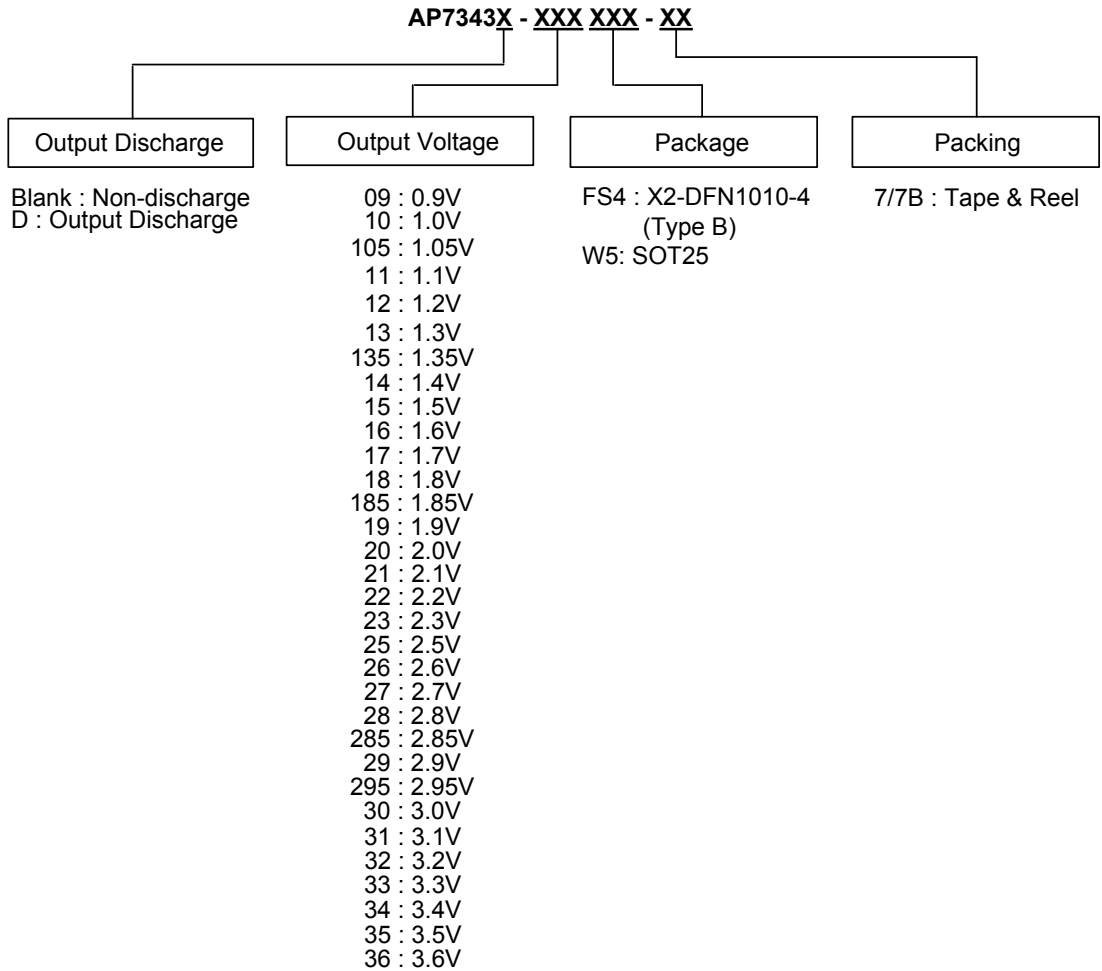 AP7343X - XXX XXX - XX
Output Discharge
Blank : Non-discharge
D : Output Discharge
Output Voltage
09 : 0.9V
10 : 1.0V
105 : 1.05V
11 : 1.1V
12 : 1.2V
13 : 1.3V
135 : 1.35V
14 : 1.4V
15 : 1.5V
16 : 1.6V
17 : 1.7V
18 : 1.8V
185 : 1.85V
19 : 1.9V
20 : 2.0V
21 : 2.1V
22 : 2.2V
23 : 2.3V
25 : 2.5V
26 : 2.6V
27 : 2.7V
28 : 2.8V
285 : 2.85V
29 : 2.9V
295 : 2.95V
30 : 3.0V
31 : 3.1V
32 : 3.2V
33 : 3.3V
34 : 3.4V
35 : 3.5V
36 : 3.6V
Package
FS4 : X2-DFN1010-4
(Type B)
W5: SOT25
Packing
7/7B : Tape & Reel